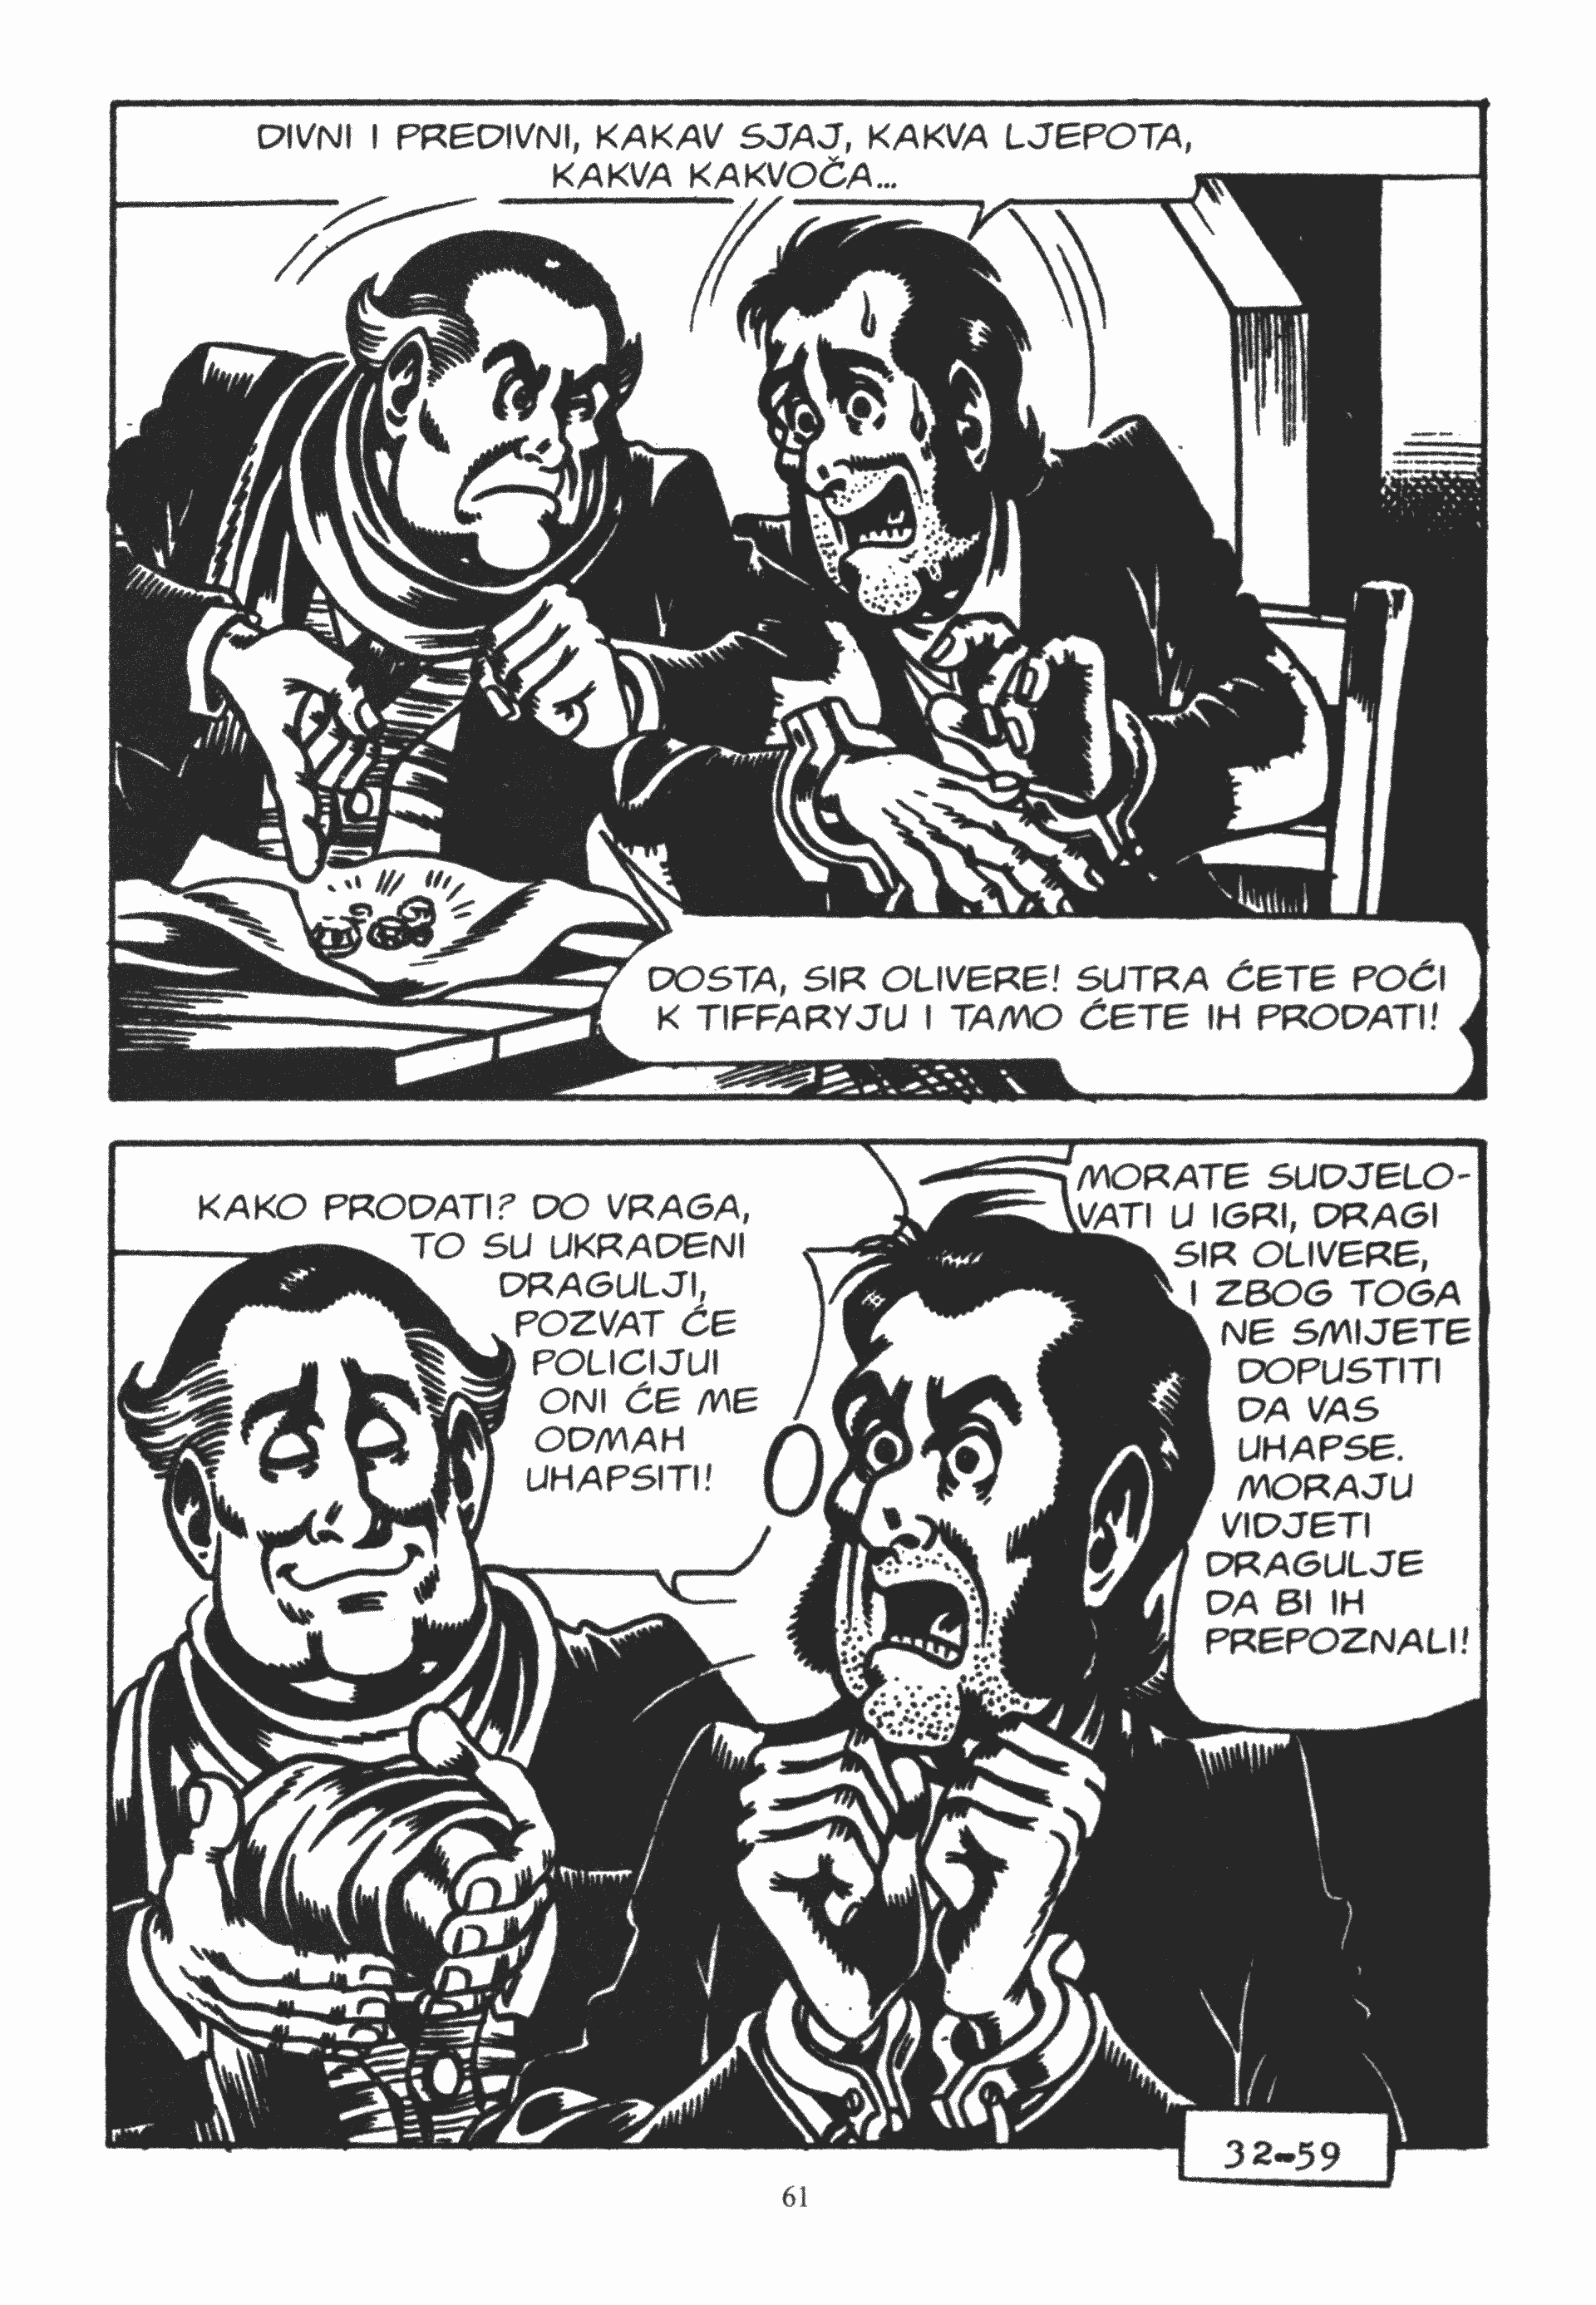 DIVNI I PREDIVNI, KAKAV SJAJ, KAKVA LJEPOTA,
KAKVA KAKVOČA...
DOSTA, SIR OLIVERE! SUTRA ĆETE POĆI
K TIFFARYJU I TAMO ĆETE IH PRODATI!
KAKO PRODATI? DO VRAGA,
TO SU UKRADENI
DRAGULJI,
POZVAT ĆE
POLICIJUI
ONI ĆE ME
ODMAH
UHAPSITI!
MORATE SUDJELO-
VATI U IGRI, DRAGI
SIR OLIVERE,
I ZBOG TOGA
NE SMIJETE
DOPUSTITI
DA VAS
UHAPSE.
MORAJU
VIDJETI
DRAGULJE
DA BI IH
PREPOZNALI!
32-59
61